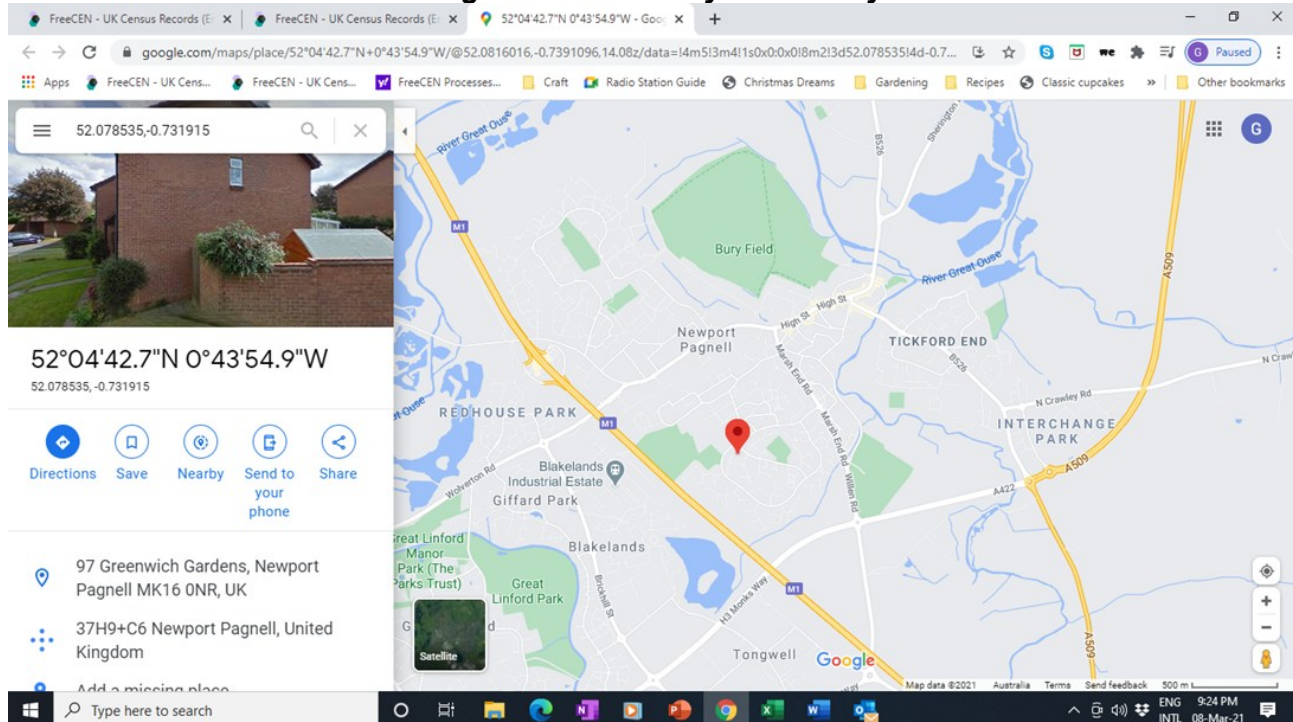 FreeCEN - UK Census Records (E
FreeCEN - UK Census Records (E
52°04'42.7"N 0°43'54.9"W - Goo
google.com/maps/place/52°04'42.7"N+0°43'54.9"W/@52.0816016,-0.7391096,14.08z/data=!4m5!3m4!1s0x0:0x0!8m2!3d52.078535!4d-0.7...
G Paused
Apps
FreeCEN - UK Cens...
FreeCEN - UK Cens...
FreeCEN Processes...
Craft
Radio Station Guide
Christmas Dreams
Gardening
Recipes
Classic cupcakes
»
Other bookmarks
52.078535,-0.731915
G
52°04'42.7"N 0°43'54.9"W
52.078535, -0.731915
Directions
Save
Nearby
Send to
your
phone
Share
97 Greenwich Gardens, Newport
Pagnell MK16 0NR, UK
37H9+C6 Newport Pagnell, United
Kingdom
Add a missing place
River Great Ouse
Sherington
B526
M1
Bury Field
River Great Ouse
A509
High St
High St
Newport
Pagnell
TICKFORD END
B526
Marsh End Rd
N Craw
N Crawley Rd
REDHOUSE PARK
M1
INTERCHANGE
PARK
Marsh End Rd
A509
Wolverton Rd
Blakelands
Industrial Estate
Willen Rd
A422
Giffard Park
Great Linford
Manor
Park (The
Parks Trust)
Blakelands
Great
Linford Park
Brickhill St
H3 Monks Way
M1
A509
Satellite
Tongwell
Google
Map data ©2021
Australia
Terms
Send feedback
500 m
Type here to search
ENG
INTL
9:24 PM
08-Mar-21